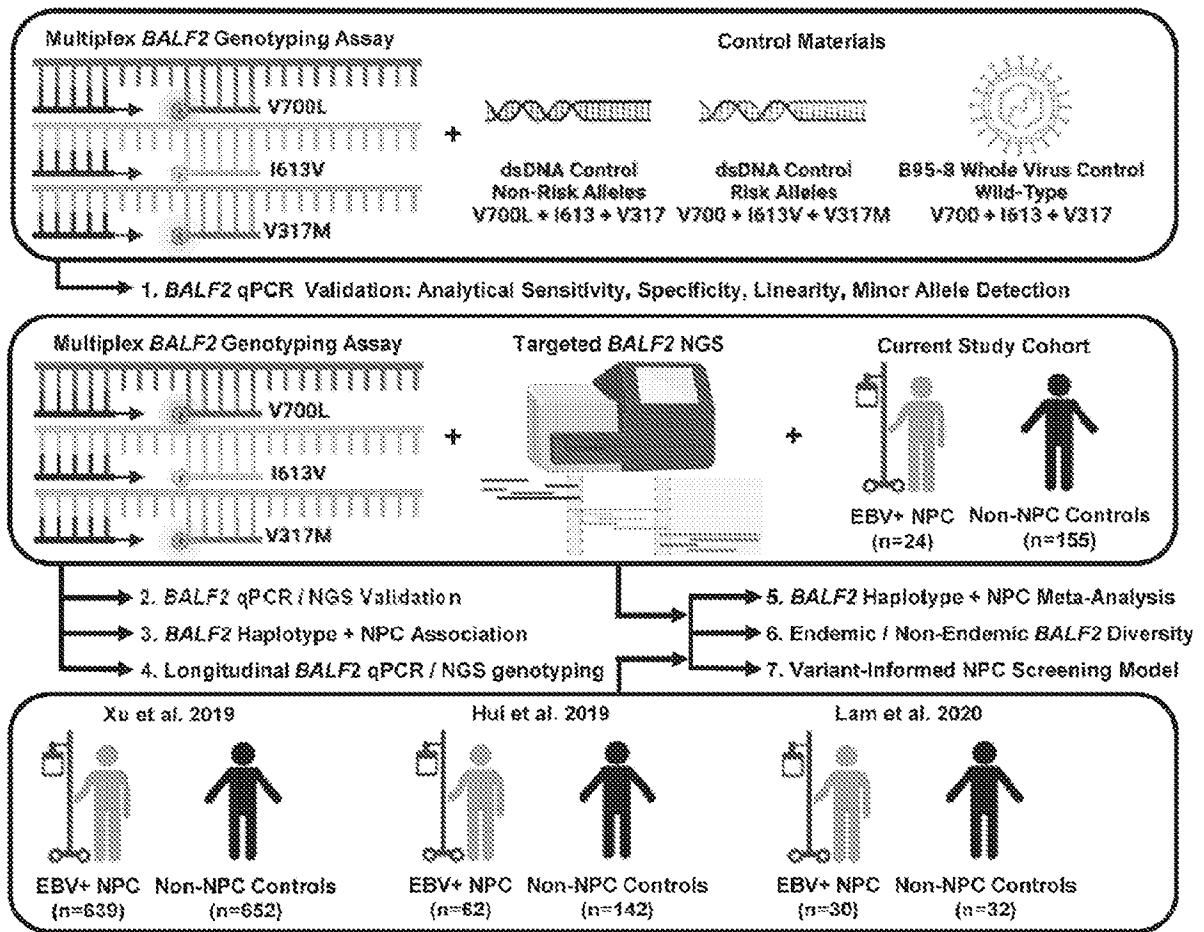 Multiplex BALF2 Genotyping Assay
Control Materials
V700L
I613V
V317M
+
dsDNA Control
Non-Risk Alleles
V700L + I613 + V317
dsDNA Control
Risk Alleles
V700 + I613V + V317M
B95-8 Whole Virus Control
Wild-Type
V700 + I613 + V317
1. BALF2 qPCR Validation: Analytical Sensitivity, Specificity, Linearity, Minor Allele Detection
Multiplex BALF2 Genotyping Assay
Targeted BALF2 NGS
Current Study Cohort
V700L
I613V
V317M
+
+
EBV+ NPC
(n=24)
Non-NPC Controls
(n=155)
2. BALF2 qPCR / NGS Validation
3. BALF2 Haplotype + NPC Association
4. Longitudinal BALF2 qPCR / NGS genotyping
5. BALF2 Haplotype + NPC Meta-Analysis
6. Endemic / Non-Endemic BALF2 Diversity
7. Variant-Informed NPC Screening Model
Xu et al. 2019
Hui et al. 2019
Lam et al. 2020
EBV+ NPC
(n=639)
Non-NPC Controls
(n=652)
EBV+ NPC
(n=62)
Non-NPC Controls
(n=142)
EBV+ NPC
(n=30)
Non-NPC Controls
(n=32)